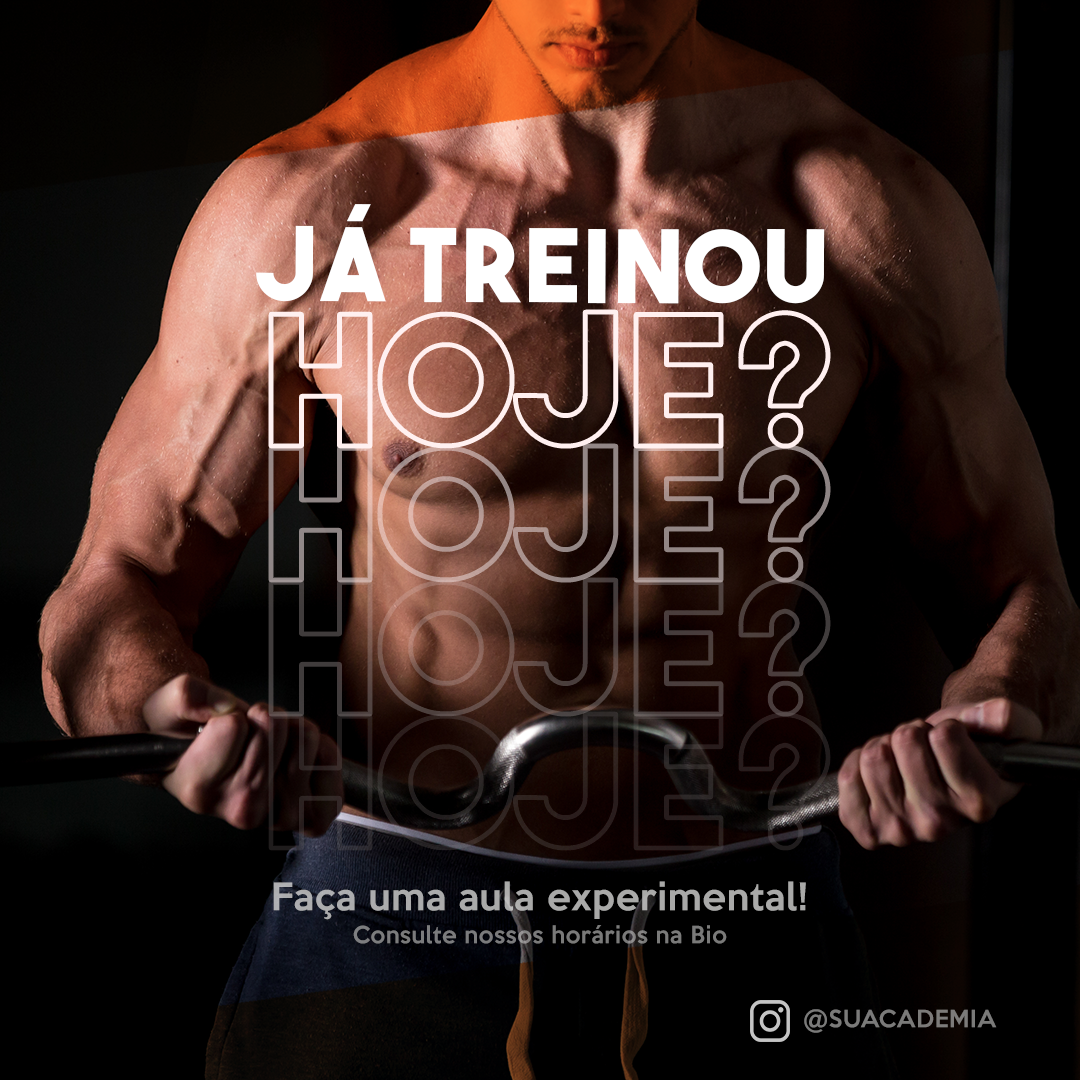 JÁ TREINOU
HOJE?
HOJE?
HOJE?
HOJE?
Faça uma aula experimental!
Consulte nossos horários na Bio
@SUACADEMIA